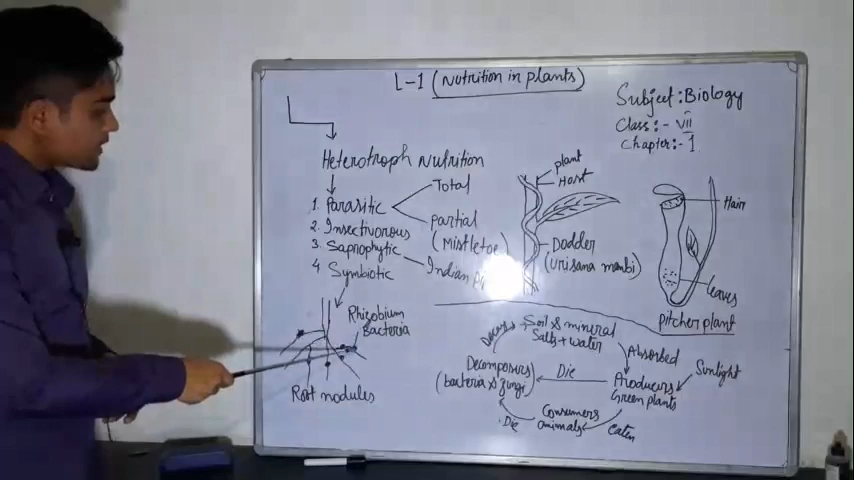 L-1 (Nutrition in plants)
Subject:Biology
Class:- vii
Chapter:-1
Heterotroph Nutrition
1. Parasitic
Total
partial
(Mistletoe)
2. Insectivorous
3. Saprophytic
Indian
4 Symbiotic
plant
Host
Dodder
Hair
leaves
Pitcher plant
Rhizobium
Bacteria
Root nodules
Soil & mineral
Salts + water
Absorbed
Sunlight
Producers
Green plants
Die
Decomposers
(bacteria & fungi)
Consumers
animals
Eaten
Die